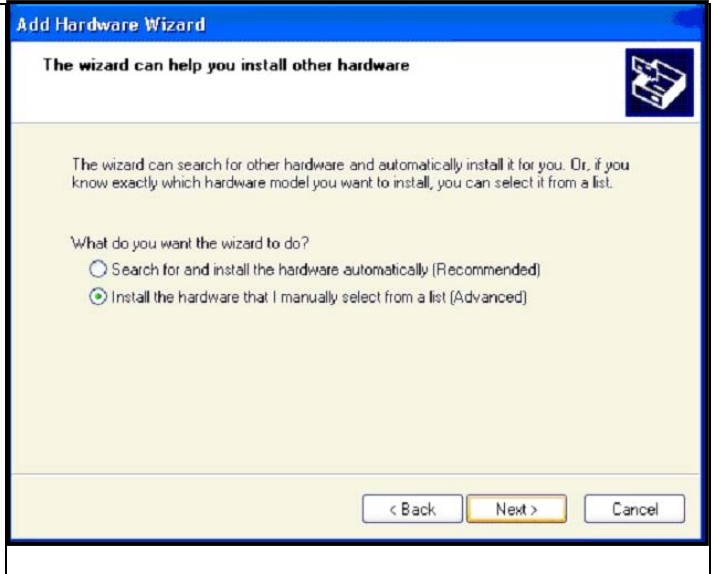 Add Hardware Wizard
The wizard can help you install other hardware
The wizard can search for other hardware and automatically install it for you. Or, if you
know exactly which hardware model you want to install, you can select it from a list.
What do you want the wizard to do?
Search for and install the hardware automatically (Recommended)
Install the hardware that I manually select from a list (Advanced)
< Back Next > Cancel